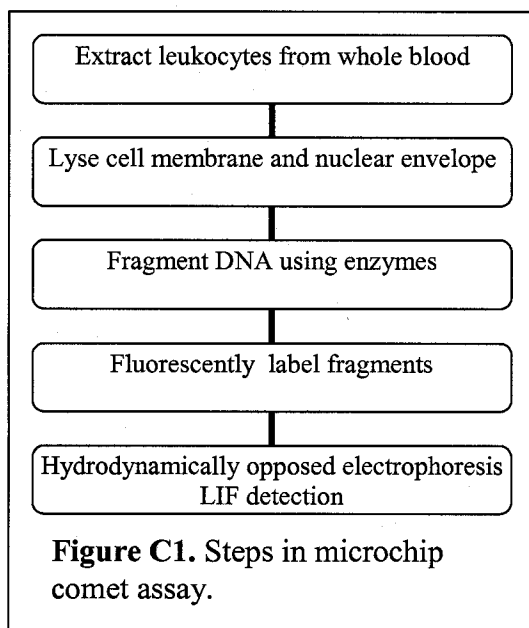 Extract leukocytes from whole blood
Lyse cell membrane and nuclear envelope
Fragment DNA using enzymes
Fluorescently label fragments
Hydrodynamically opposed electrophoresis
LIF detection
Figure C1. Steps in microchip
comet assay.